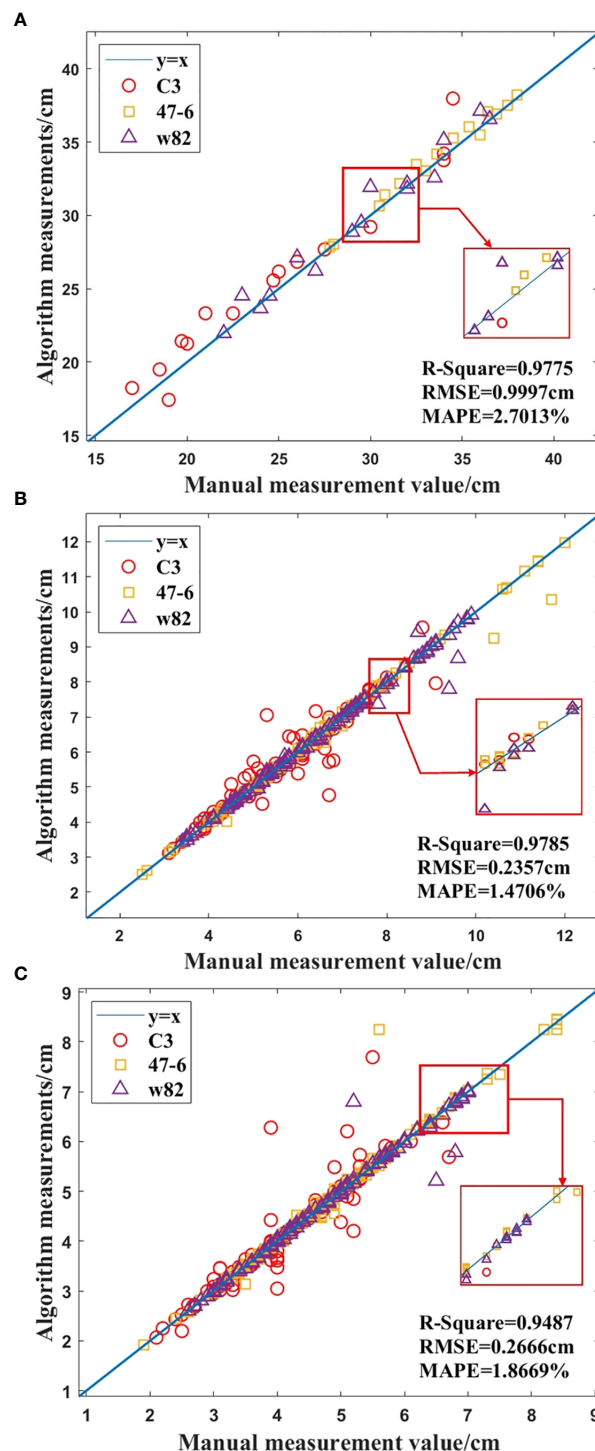 A
Algorithm measurements/cm
40
35
30
25
20
15
y=x
C3
47-6
w82
R-Square=0.9775
RMSE=0.9997cm
MAPE=2.7013%
15 20 25 30 35 40
Manual measurement value/cm
B
Algorithm measurements/cm
12
11
10
9
8
7
6
5
4
3
2
y=x
C3
47-6
w82
R-Square=0.9785
RMSE=0.2357cm
MAPE=1.4706%
2 4 6 8 10 12
Manual measurement value/cm
C
Algorithm measurements/cm
9
8
7
6
5
4
3
2
1
y=x
C3
47-6
w82
R-Square=0.9487
RMSE=0.2666cm
MAPE=1.8669%
1 2 3 4 5 6 7 8 9
Manual measurement value/cm